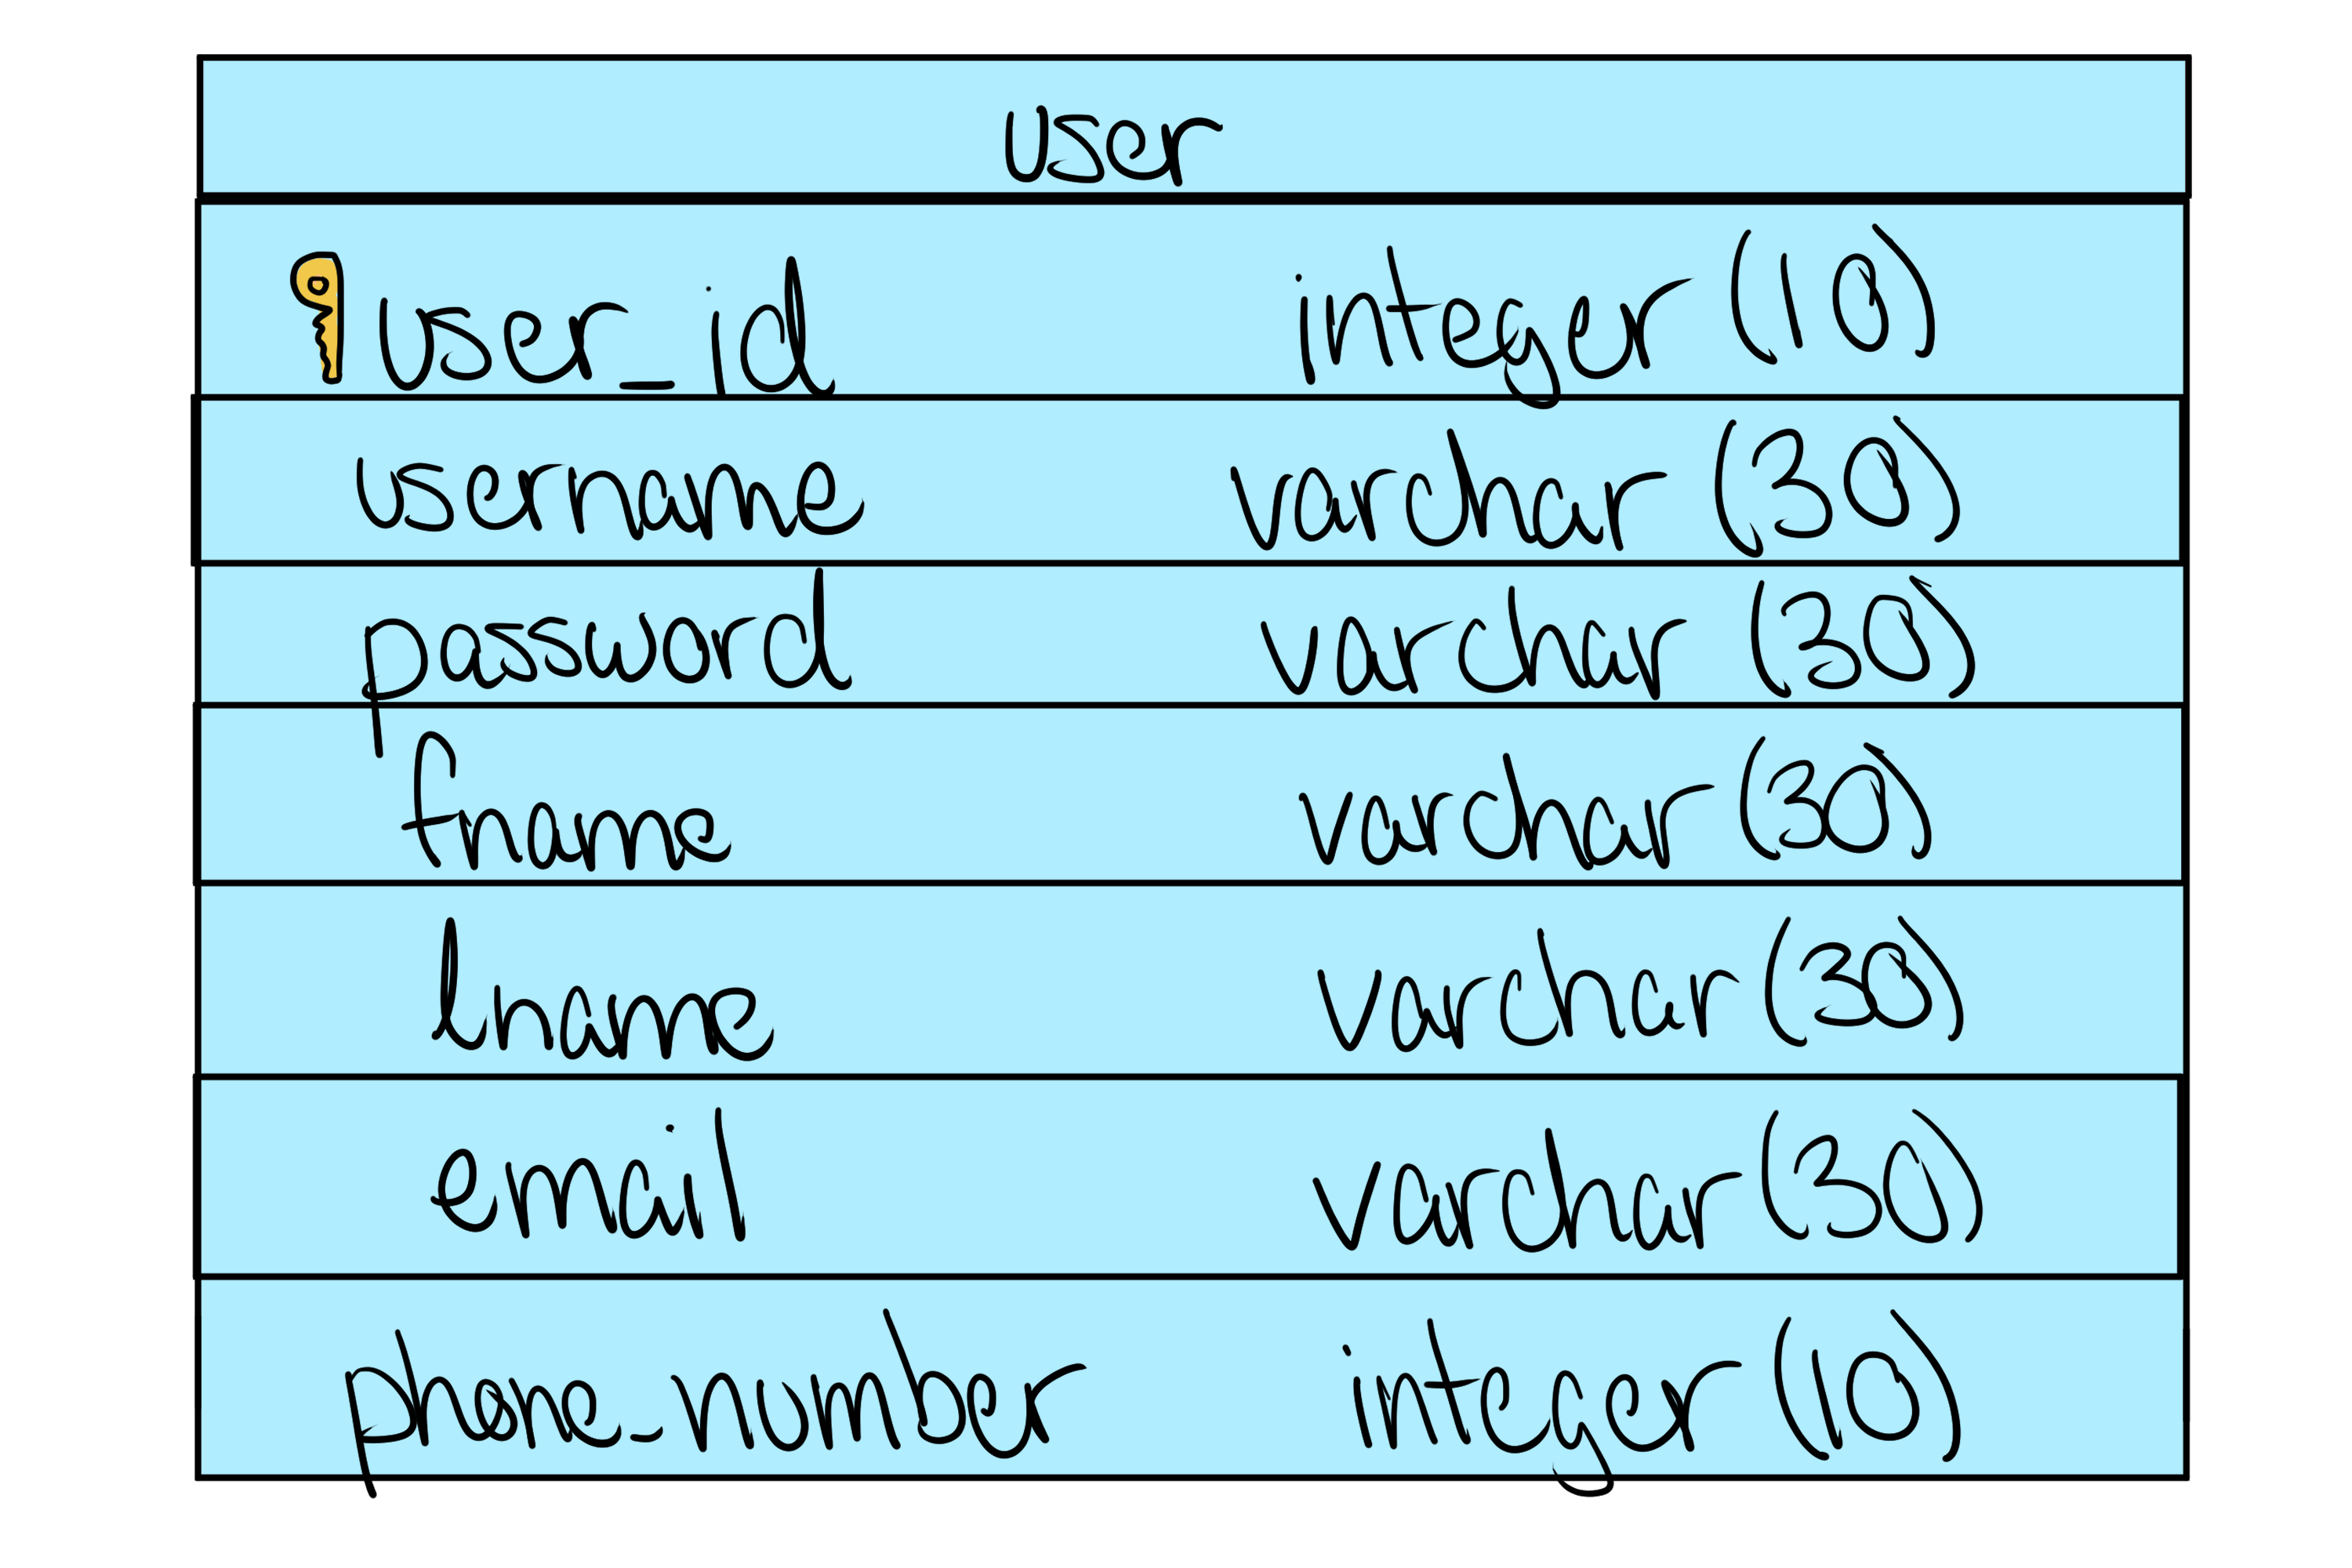 user
user_id integer (10)
username varchar (30)
password varchar (30)
fname varchar (30)
lname varchar (30)
email varchar (30)
phone_number integer (10)